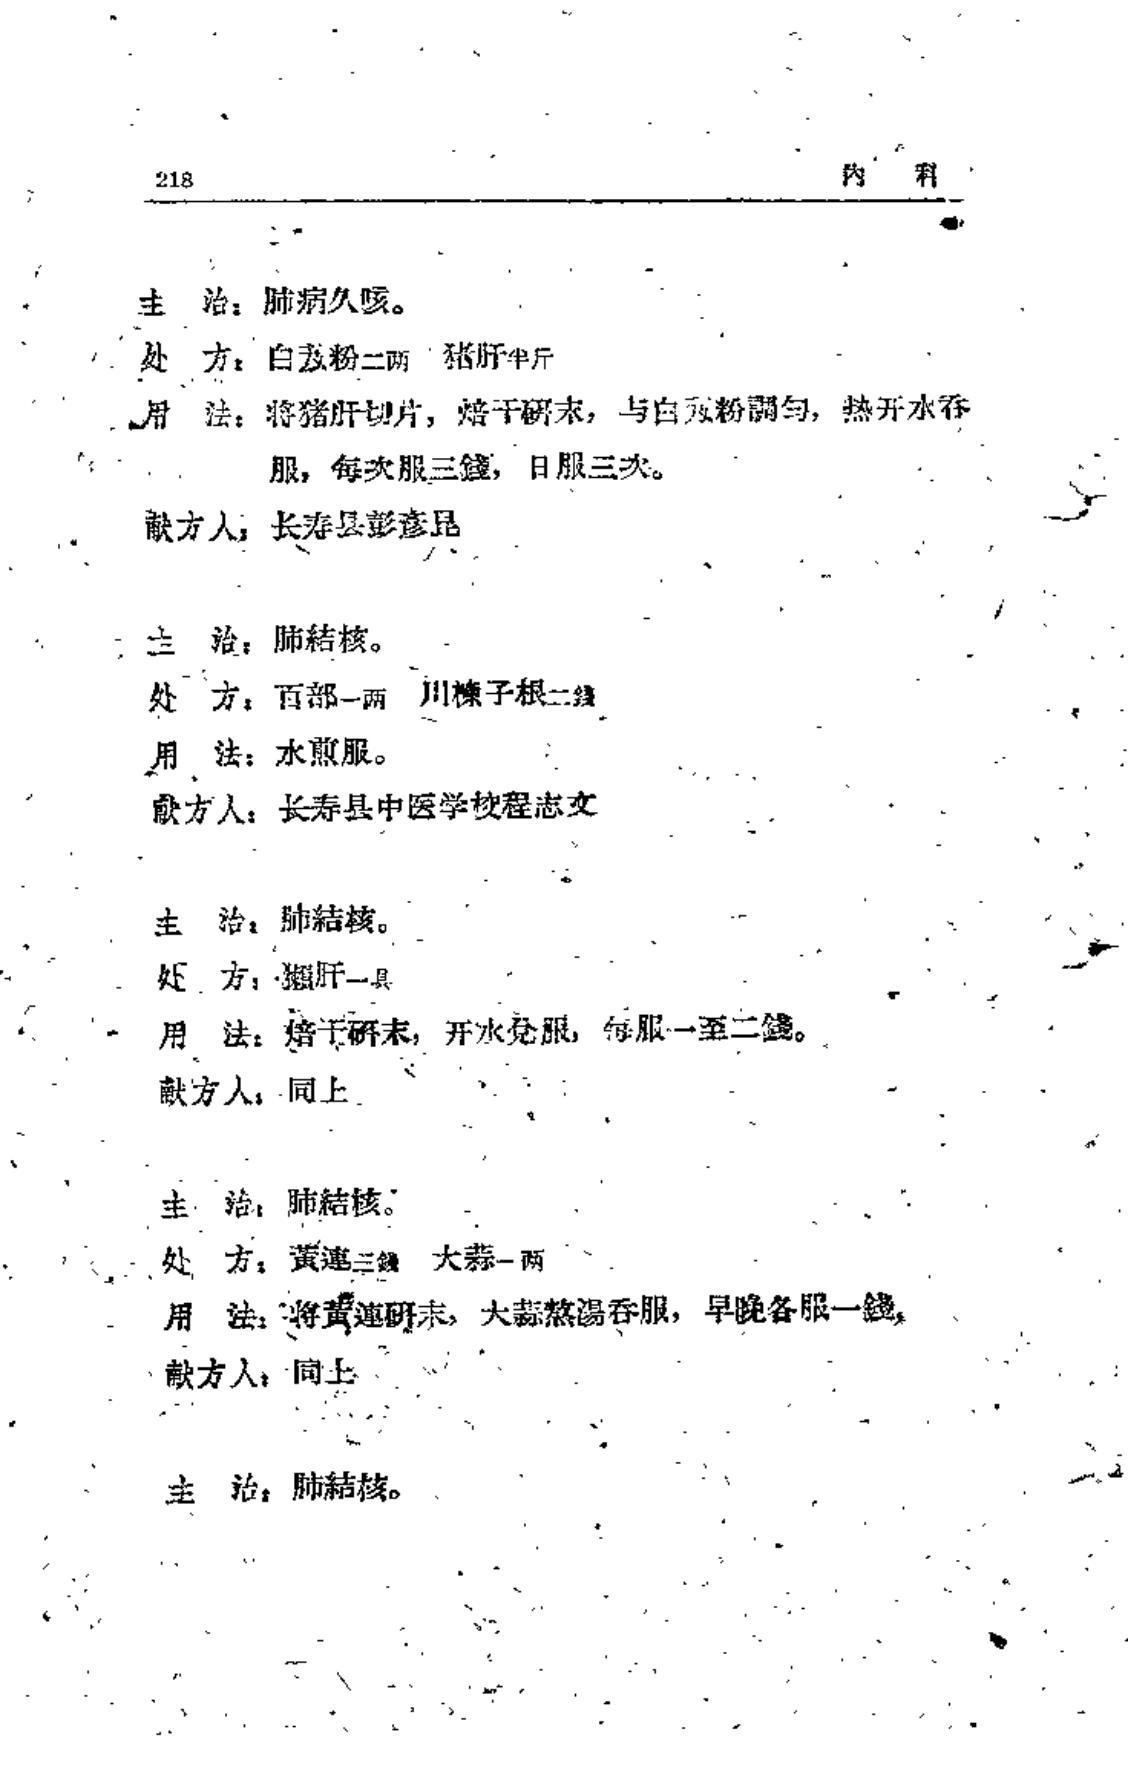 218 内 科
主 治：肺病久咳。
处 方：白芨粉二两 猪肝半斤
用 法：将猪肝切片，焙干研末，与白芨粉調匀，热开水吞
服，每次服三錢，日服三次。
献方人：长寿县彭彥昆
主 治：肺結核。
处 方：百部一两 川楝子根二錢
用 法：水煎服。
献方人：长寿县中医学校程志文
主 治：肺結核。
处 方：獺肝一具
用 法：焙干研末，开水兌服，每服一至二錢。
献方人：同上
主 治：肺結核。
处 方：黃連三錢 大蒜一两
用 法：将黃連研末，大蒜熬湯吞服，早晚各服一錢。
献方人：同上
主 治：肺結核。